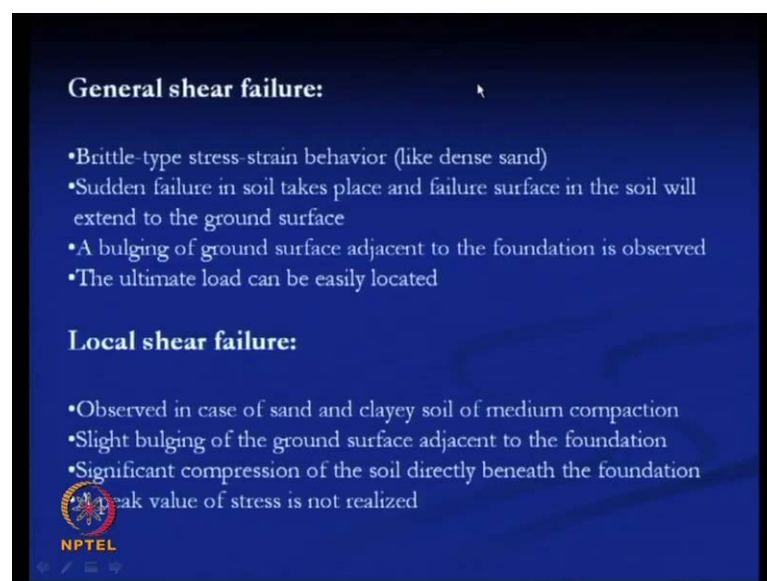 General shear failure:
•Brittle-type stress-strain behavior (like dense sand)
•Sudden failure in soil takes place and failure surface in the soil will
extend to the ground surface
•A bulging of ground surface adjacent to the foundation is observed
•The ultimate load can be easily located
Local shear failure:
•Observed in case of sand and clayey soil of medium compaction
•Slight bulging of the ground surface adjacent to the foundation
•Significant compression of the soil directly beneath the foundation
peak value of stress is not realized
NPTEL